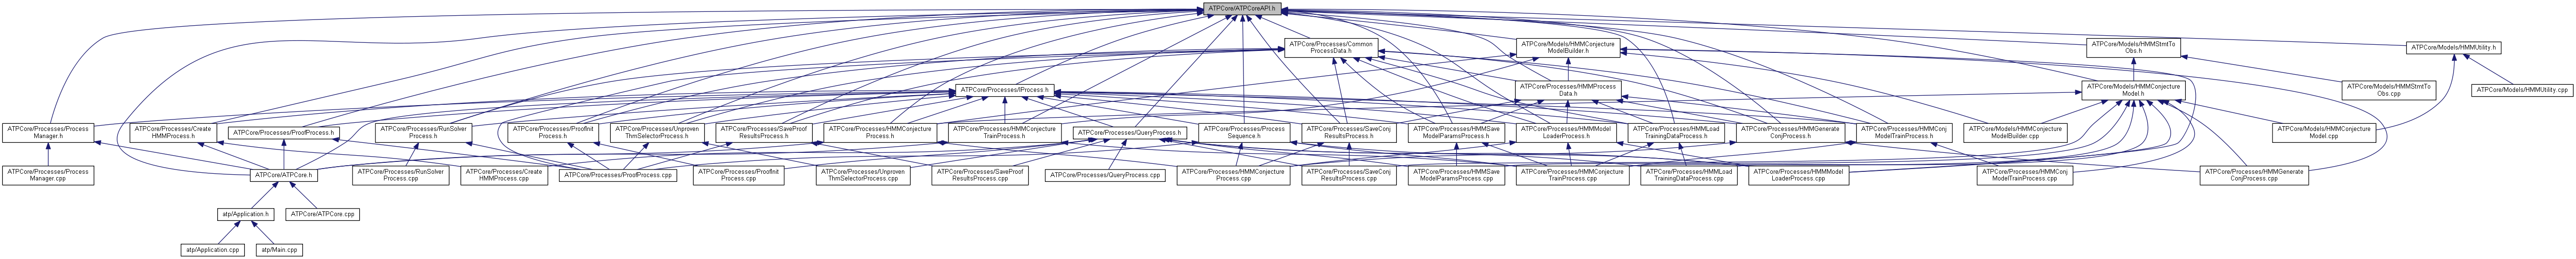 ATPCore/ATPCoreAPI.h
ATPCore/Processes/Common
ProcessData.h
ATPCore/Models/HMMConjecture
ModelBuilder.h
ATPCore/Models/HMMStmtTo
Obs.h
ATPCore/Models/HMMUtility.h
ATPCore/Processes/IProcess.h
ATPCore/Processes/HMMProcess
Data.h
ATPCore/Models/HMMConjecture
Model.h
ATPCore/Models/HMMStmtTo
Obs.cpp
ATPCore/Models/HMMUtility.cpp
ATPCore/Processes/Process
Manager.h
ATPCore/Processes/Create
HMMProcess.h
ATPCore/Processes/ProofProcess.h
ATPCore/Processes/RunSolver
Process.h
ATPCore/Processes/ProofInit
Process.h
ATPCore/Processes/Unproven
ThmSelectorProcess.h
ATPCore/Processes/SaveProof
ResultsProcess.h
ATPCore/Processes/HMMConjecture
Process.h
ATPCore/Processes/HMMConjecture
TrainProcess.h
ATPCore/Processes/QueryProcess.h
ATPCore/Processes/Process
Sequence.h
ATPCore/Processes/SaveConj
ResultsProcess.h
ATPCore/Processes/HMMSave
ModelParamsProcess.h
ATPCore/Processes/HMMModel
LoaderProcess.h
ATPCore/Processes/HMMLoad
TrainingDataProcess.h
ATPCore/Processes/HMMGenerate
ConjProcess.h
ATPCore/Processes/HMMConj
ModelTrainProcess.h
ATPCore/Models/HMMConjecture
ModelBuilder.cpp
ATPCore/Models/HMMConjecture
Model.cpp
ATPCore/Processes/Process
Manager.cpp
ATPCore/ATPCore.h
ATPCore/Processes/RunSolver
Process.cpp
ATPCore/Processes/Create
HMMProcess.cpp
ATPCore/Processes/ProofProcess.cpp
ATPCore/Processes/ProofInit
Process.cpp
ATPCore/Processes/Unproven
ThmSelectorProcess.cpp
ATPCore/Processes/SaveProof
ResultsProcess.cpp
ATPCore/Processes/QueryProcess.cpp
ATPCore/Processes/HMMConjecture
Process.cpp
ATPCore/Processes/SaveConj
ResultsProcess.cpp
ATPCore/Processes/HMMSave
ModelParamsProcess.cpp
ATPCore/Processes/HMMConjecture
TrainProcess.cpp
ATPCore/Processes/HMMLoad
TrainingDataProcess.cpp
ATPCore/Processes/HMMModel
LoaderProcess.cpp
ATPCore/Processes/HMMConj
ModelTrainProcess.cpp
ATPCore/Processes/HMMGenerate
ConjProcess.cpp
atp/Application.h
ATPCore/ATPCore.cpp
atp/Application.cpp
atp/Main.cpp